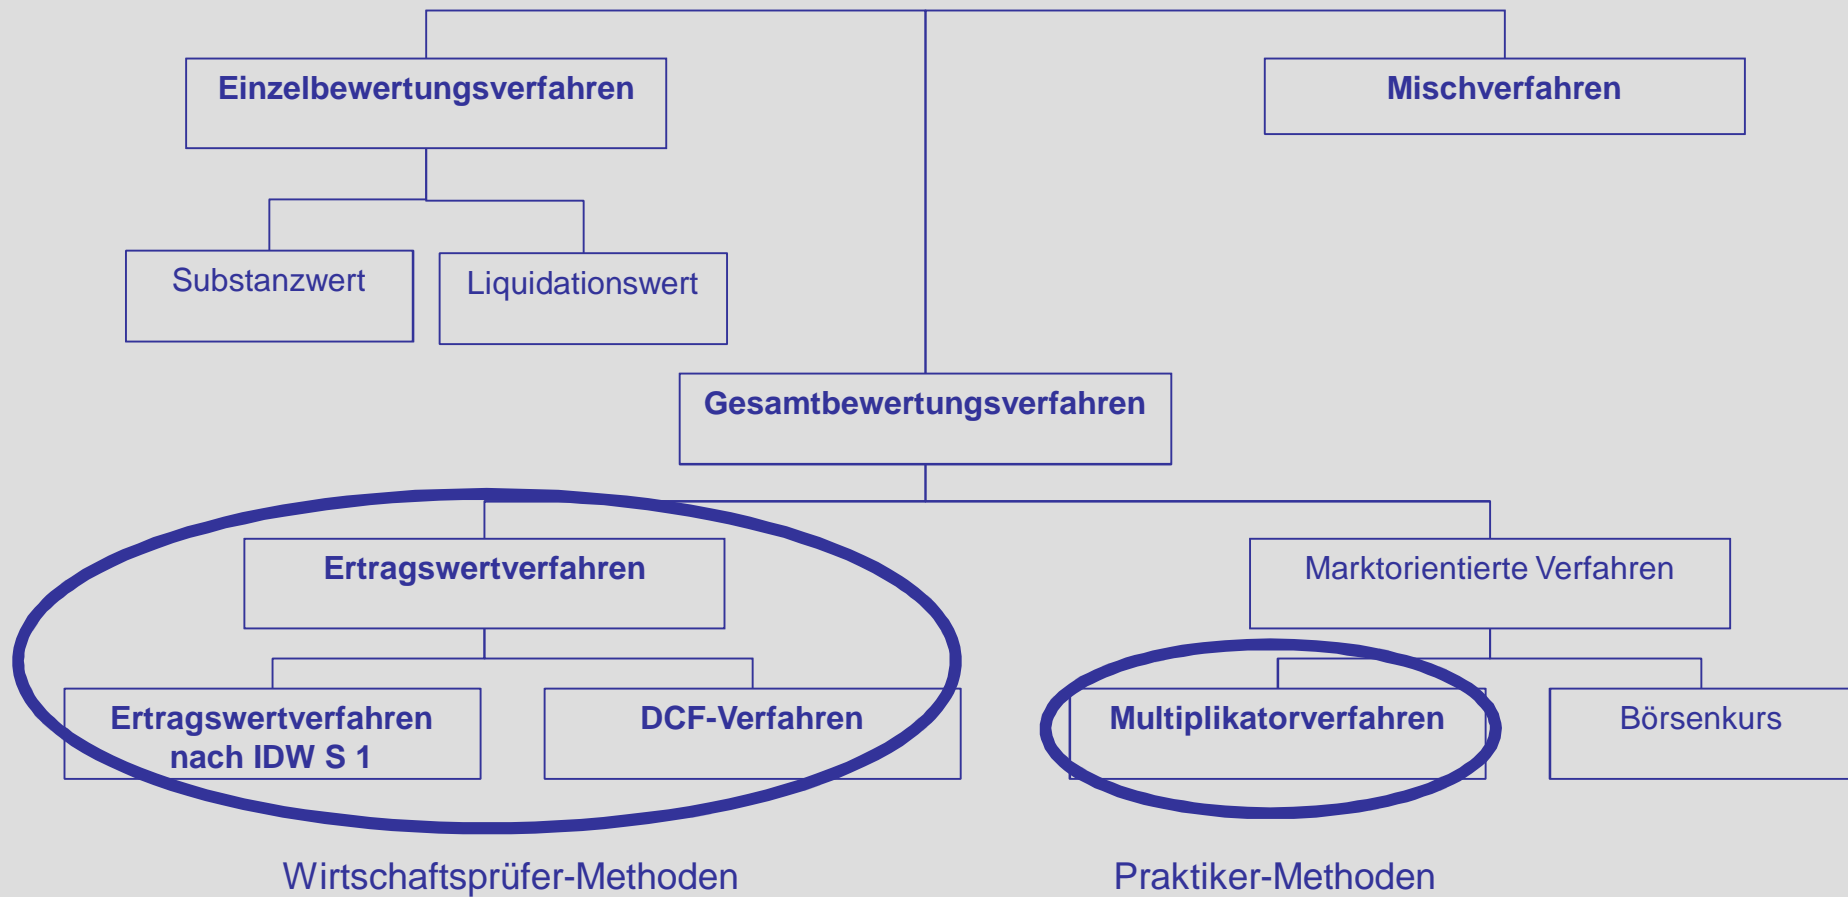 Einzelbewertungsverfahren
Mischverfahren
Substanzwert
Liquidationswert
Gesamtbewertungsverfahren
Ertragswertverfahren
Marktorientierte Verfahren
Ertragswertverfahren
nach IDW S 1
DCF-Verfahren
Multiplikatorverfahren
Börsenkurs
Wirtschaftsprüfer-Methoden
Praktiker-Methoden